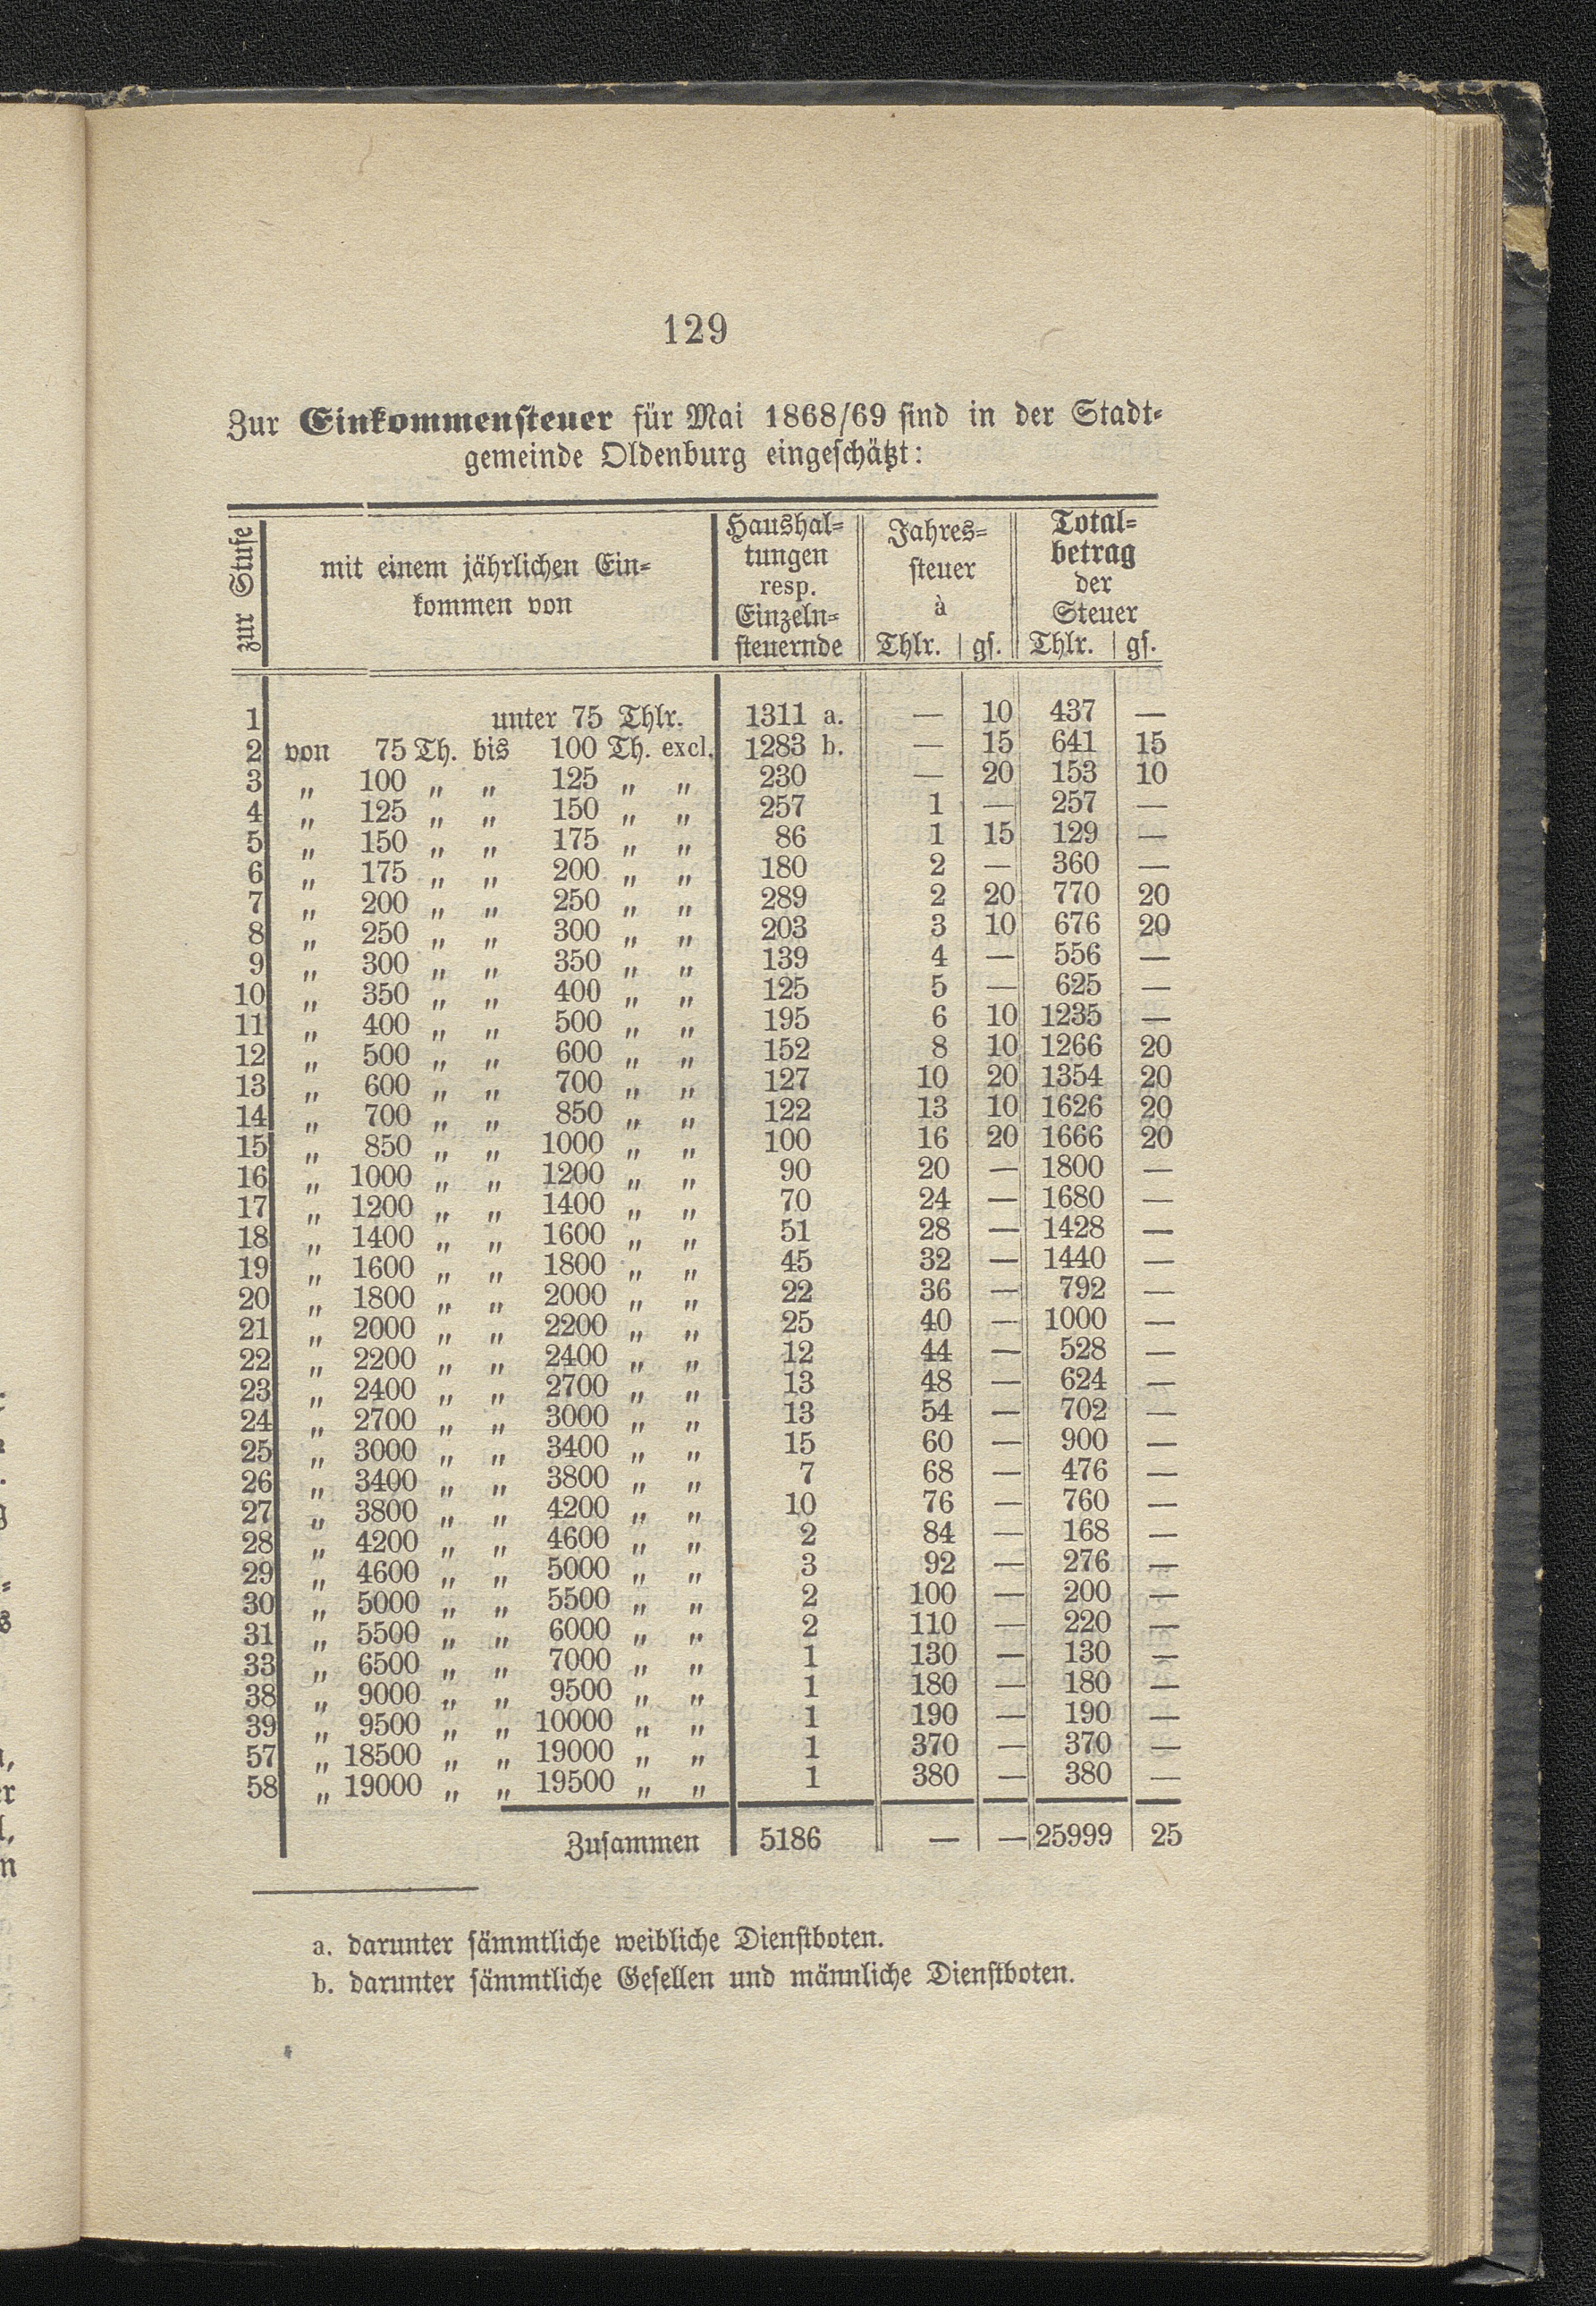 129
Zur Einkommensteuer für Mai 1868/69 sind in der Stadt-
gemeinde Oldenburg eingeschätzt:
zur Stufe | mit einem jährlichen Ein- kommen von | Haushal- tungen resp. Einzeln- steuernde | Jahres- steuer à Thlr. | gs. | Total- betrag der Steuer Thlr. | gs.
1 unter 75 Thlr. 1311 a. — 10 437 —
2 von 75 Th. bis 100 Th. excl. 1283 b. — 15 641 15
3 „ 100 „ „ 125 „ „ 230 — 20 153 10
4 „ 125 „ „ 150 „ „ 257 1 — 257 —
5 „ 150 „ „ 175 „ „ 86 1 15 129 —
6 „ 175 „ „ 200 „ „ 180 2 — 360 —
7 „ 200 „ „ 250 „ „ 289 2 20 770 20
8 „ 250 „ „ 300 „ „ 203 3 10 676 20
9 „ 300 „ „ 350 „ „ 139 4 — 556 —
10 „ 350 „ „ 400 „ „ 125 5 — 625 —
11 „ 400 „ „ 500 „ „ 195 6 10 1235 —
12 „ 500 „ „ 600 „ „ 152 8 10 1266 20
13 „ 600 „ „ 700 „ „ 127 10 20 1354 20
14 „ 700 „ „ 850 „ „ 122 13 10 1626 20
15 „ 850 „ „ 1000 „ „ 100 16 20 1666 20
16 „ 1000 „ „ 1200 „ „ 90 20 — 1800 —
17 „ 1200 „ „ 1400 „ „ 70 24 — 1680 —
18 „ 1400 „ „ 1600 „ „ 51 28 — 1428 —
19 „ 1600 „ „ 1800 „ „ 45 32 — 1440 —
20 „ 1800 „ „ 2000 „ „ 22 36 — 792 —
21 „ 2000 „ „ 2200 „ „ 25 40 — 1000 —
22 „ 2200 „ „ 2400 „ „ 12 44 — 528 —
23 „ 2400 „ „ 2700 „ „ 13 48 — 624 —
24 „ 2700 „ „ 3000 „ „ 13 54 — 702 —
25 „ 3000 „ „ 3400 „ „ 15 60 — 900 —
26 „ 3400 „ „ 3800 „ „ 7 68 — 476 —
27 „ 3800 „ „ 4200 „ „ 10 76 — 760 —
28 „ 4200 „ „ 4600 „ „ 2 84 — 168 —
29 „ 4600 „ „ 5000 „ „ 3 92 — 276 —
30 „ 5000 „ „ 5500 „ „ 2 100 — 200 —
31 „ 5500 „ „ 6000 „ „ 2 110 — 220 —
33 „ 6500 „ „ 7000 „ „ 1 130 — 130 —
38 „ 9000 „ „ 9500 „ „ 1 180 — 180 —
39 „ 9500 „ „ 10000 „ „ 1 190 — 190 —
57 „ 18500 „ „ 19000 „ „ 1 370 — 370 —
58 „ 19000 „ „ 19500 „ „ 1 380 — 380 —
Zusammen 5186 — — 25999 25
a. darunter sämmtliche weibliche Dienstboten.
b. darunter sämmtliche Gesellen und männliche Dienstboten.